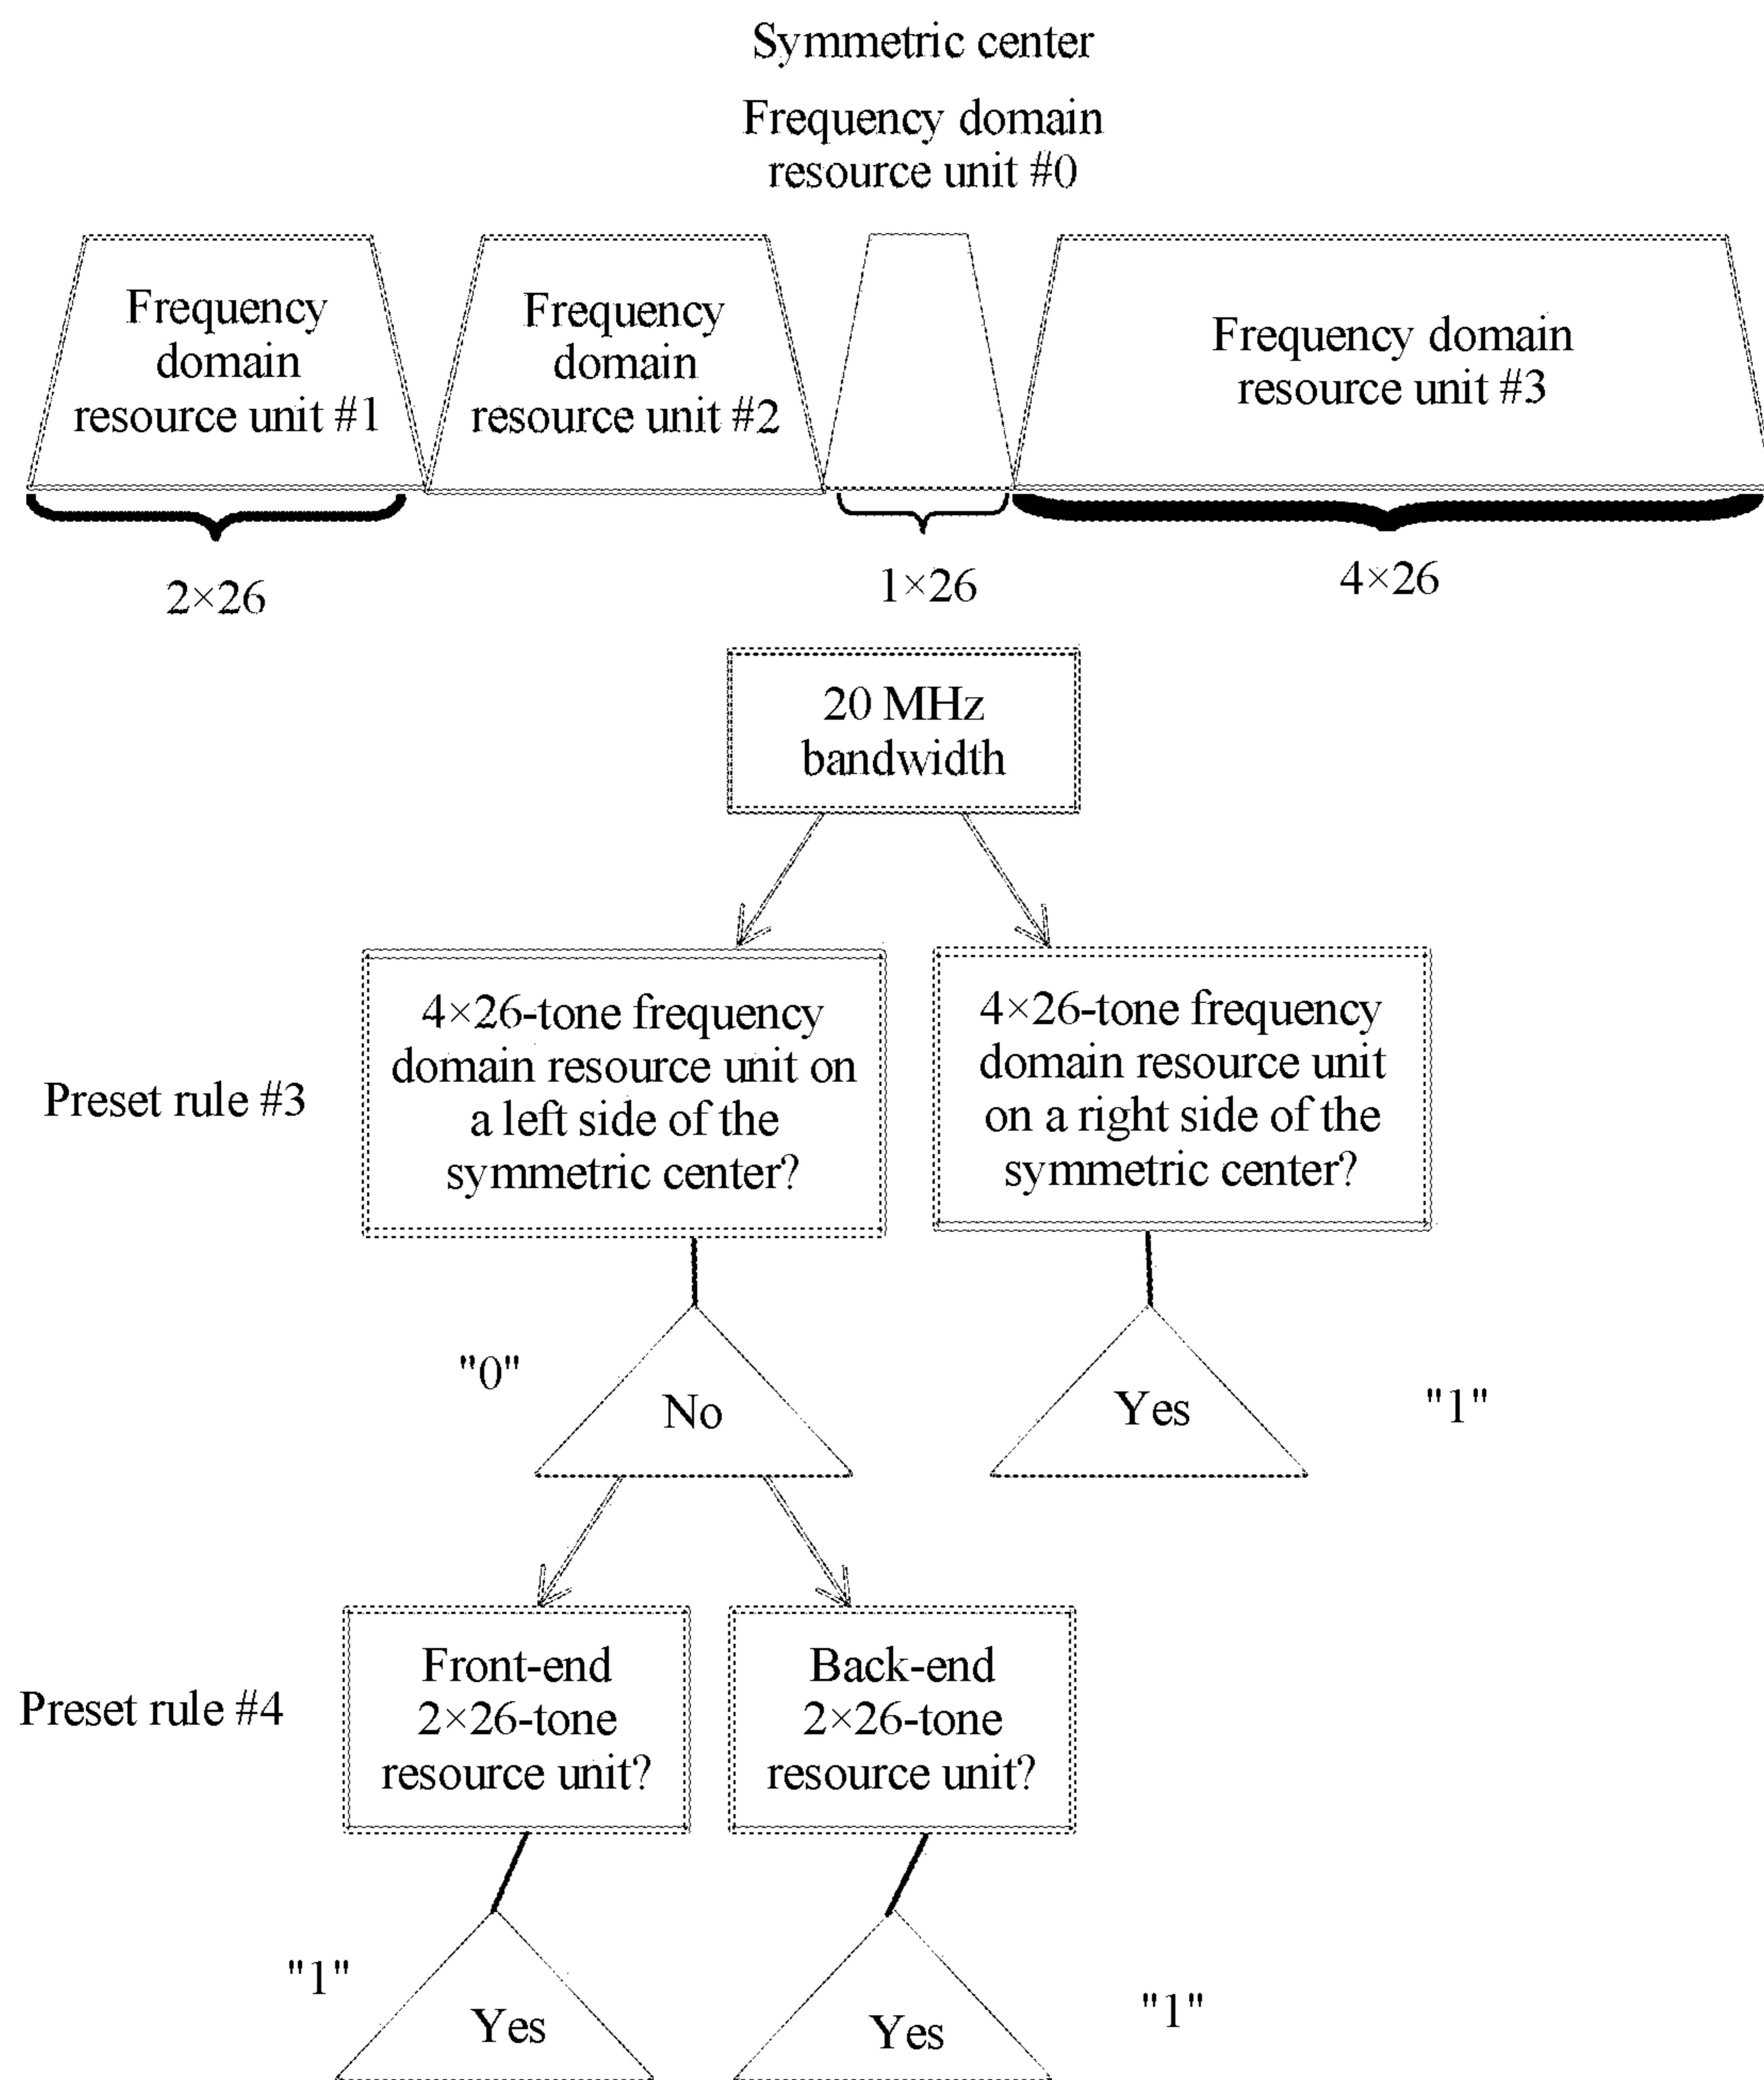 Symmetric center
Frequency domain
resource unit #0
Frequency
domain
resource unit #1
Frequency
domain
resource unit #2
Frequency domain
resource unit #3
2×26
1×26
4×26
20 MHz
bandwidth
Preset rule #3
4×26-tone frequency
domain resource unit on
a left side of the
symmetric center?
4×26-tone frequency
domain resource unit
on a right side of the
symmetric center?
"0"
No
Yes
"1"
Preset rule #4
Front-end
2×26-tone
resource unit?
Back-end
2×26-tone
resource unit?
"1"
Yes
Yes
"1"